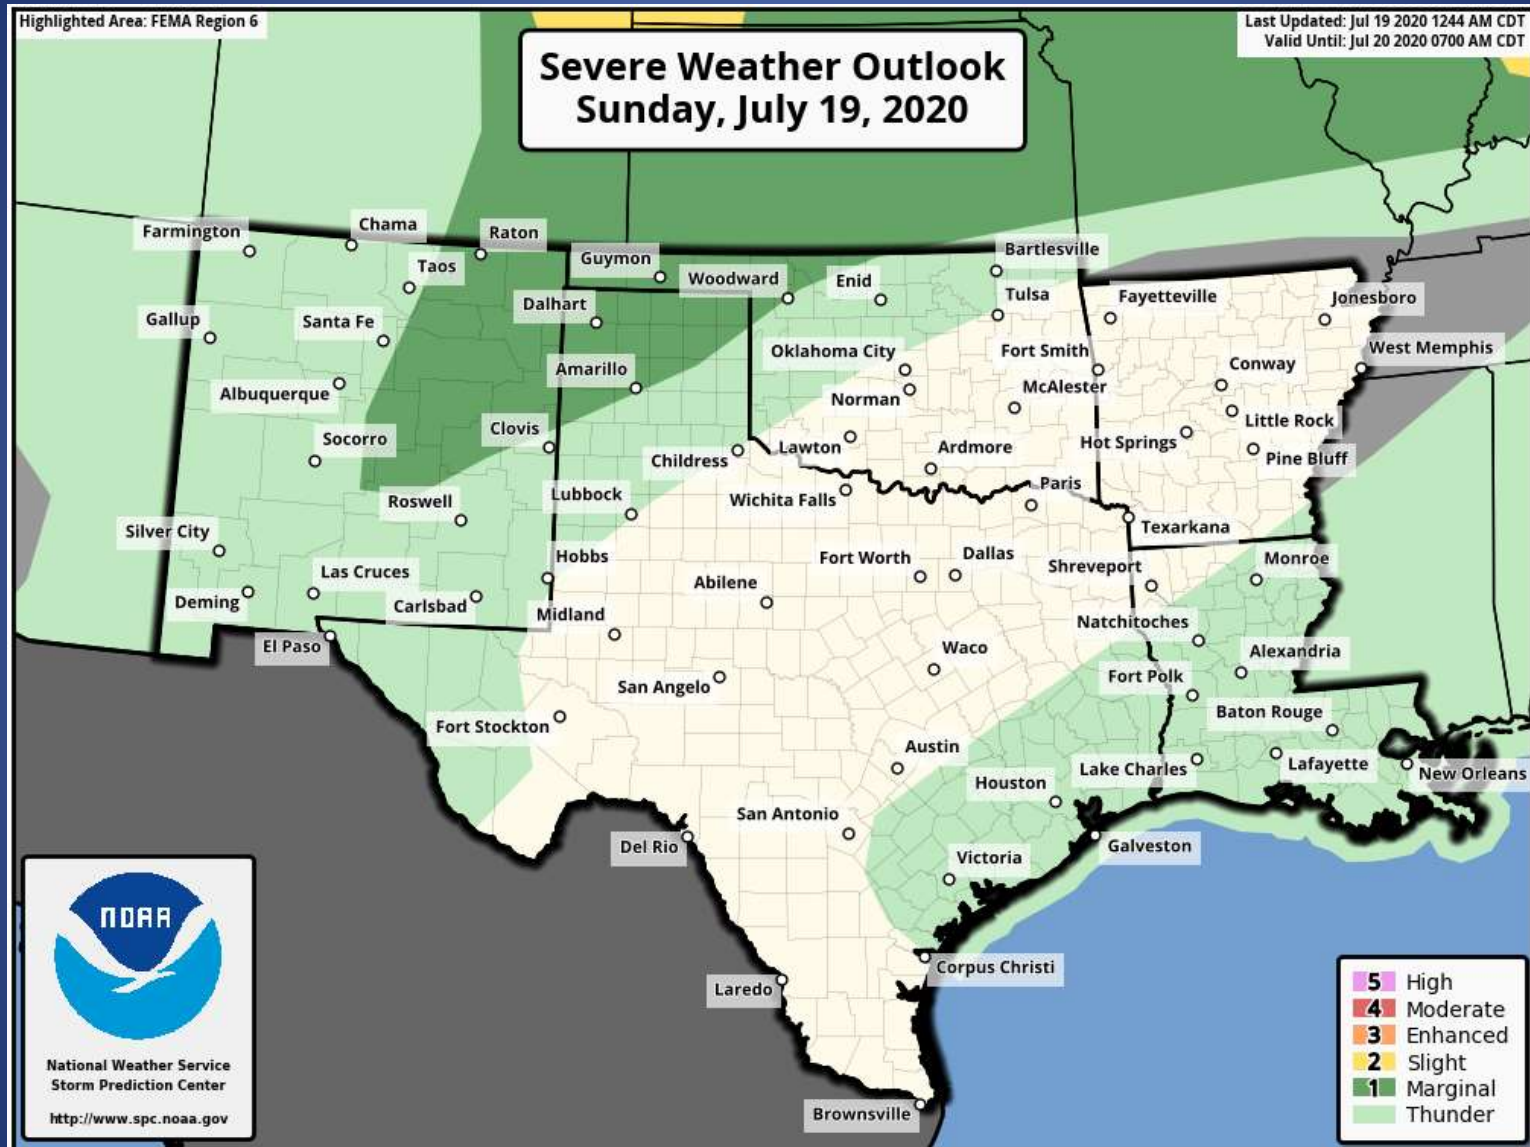 Highlighted Area: FEMA Region 6
Last Updated: Jul 19 2020 1244 AM CDT
Valid Until: Jul 20 2020 0700 AM CDT
Severe Weather Outlook
Sunday, July 19, 2020
Farmington
Chama
Raton
Taos
Guymon
Woodward
Enid
Bartlesville
Tulsa
Fayetteville
Jonesboro
Gallup
Santa Fe
Dalhart
Oklahoma City
Fort Smith
Conway
West Memphis
Albuquerque
Amarillo
Norman
McAlester
Little Rock
Socorro
Clovis
Childress
Lawton
Ardmore
Hot Springs
Pine Bluff
Roswell
Lubbock
Wichita Falls
Paris
Texarkana
Silver City
Las Cruces
Hobbs
Fort Worth
Dallas
Shreveport
Monroe
Deming
Carlsbad
Midland
Abilene
Natchitoches
El Paso
San Angelo
Waco
Alexandria
Fort Polk
Fort Stockton
Austin
Baton Rouge
Houston
Lake Charles
Lafayette
New Orleans
San Antonio
Del Rio
Victoria
Galveston
Laredo
Corpus Christi
Brownsville
NOAA
National Weather Service
Storm Prediction Center
http://www.spc.noaa.gov
5 High
4 Moderate
3 Enhanced
2 Slight
1 Marginal
Thunder